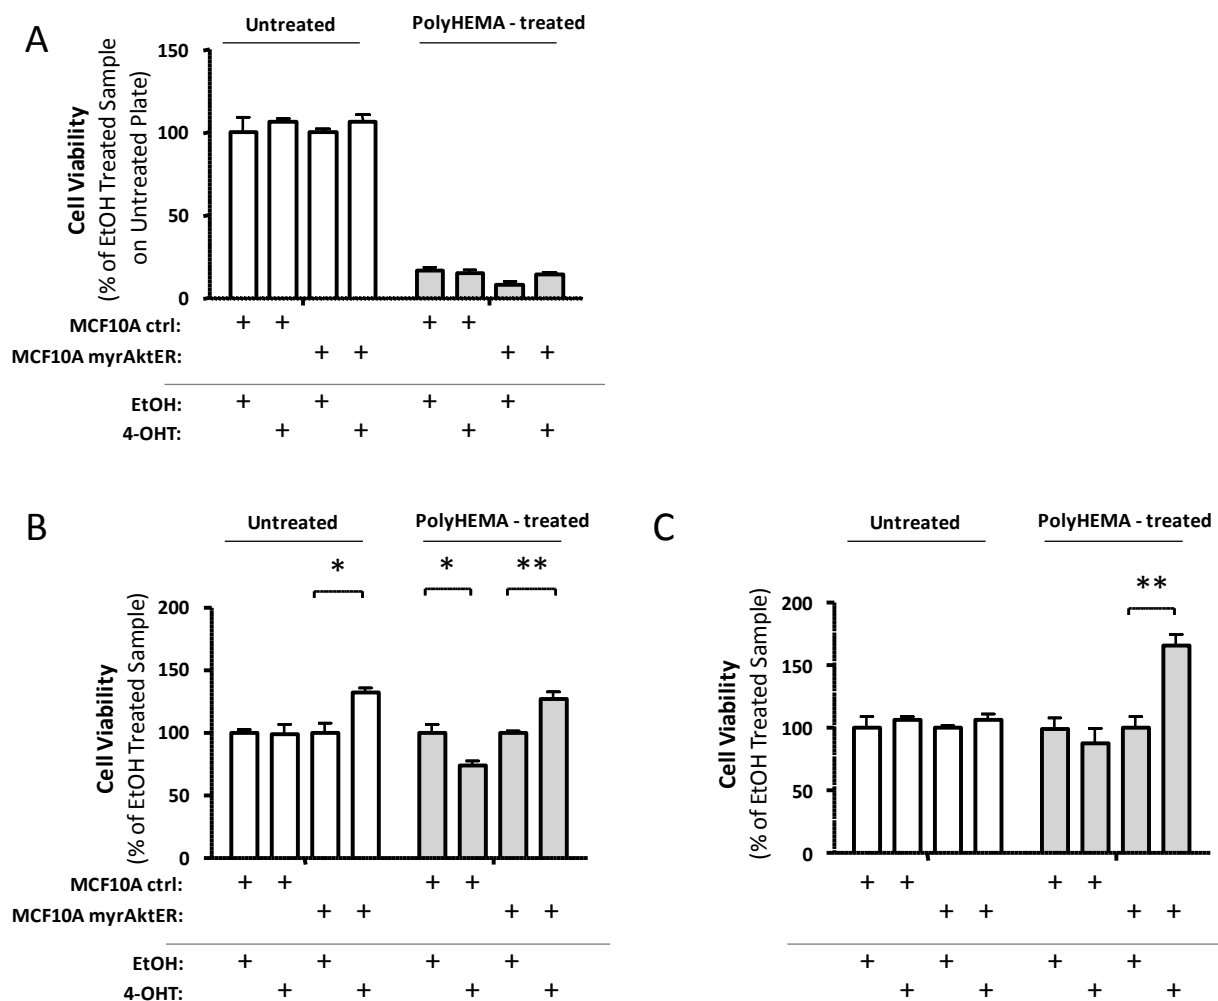 A
Untreated
PolyHEMA - treated
Cell Viability
(% of EtOH Treated Sample
on Untreated Plate)
150
100
50
0
MCF10A ctrl: + + + +
MCF10A myrAktER: + + + +
EtOH: + + + +
4-OHT: + + + +
B
Untreated
PolyHEMA - treated
* * **
Cell Viability
(% of EtOH Treated Sample)
200
150
100
50
0
MCF10A ctrl: + + + +
MCF10A myrAktER: + + + +
EtOH: + + + +
4-OHT: + + + +
C
Untreated
PolyHEMA - treated
**
Cell Viability
(% of EtOH Treated Sample)
200
150
100
50
0
+ + + +
+ + + +
+ + + +
+ + + +